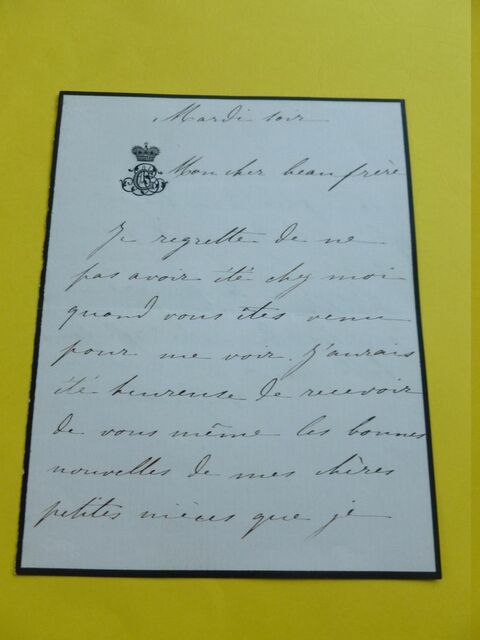 Mardi soir
Mon cher beau frère
Je regrette de ne
pas avoir été chez moi
quand vous êtes venu
pour me voir. J'aurais
été heureuse de recevoir
de vous même les bonnes
nouvelles de mes chères
petites nièces que je